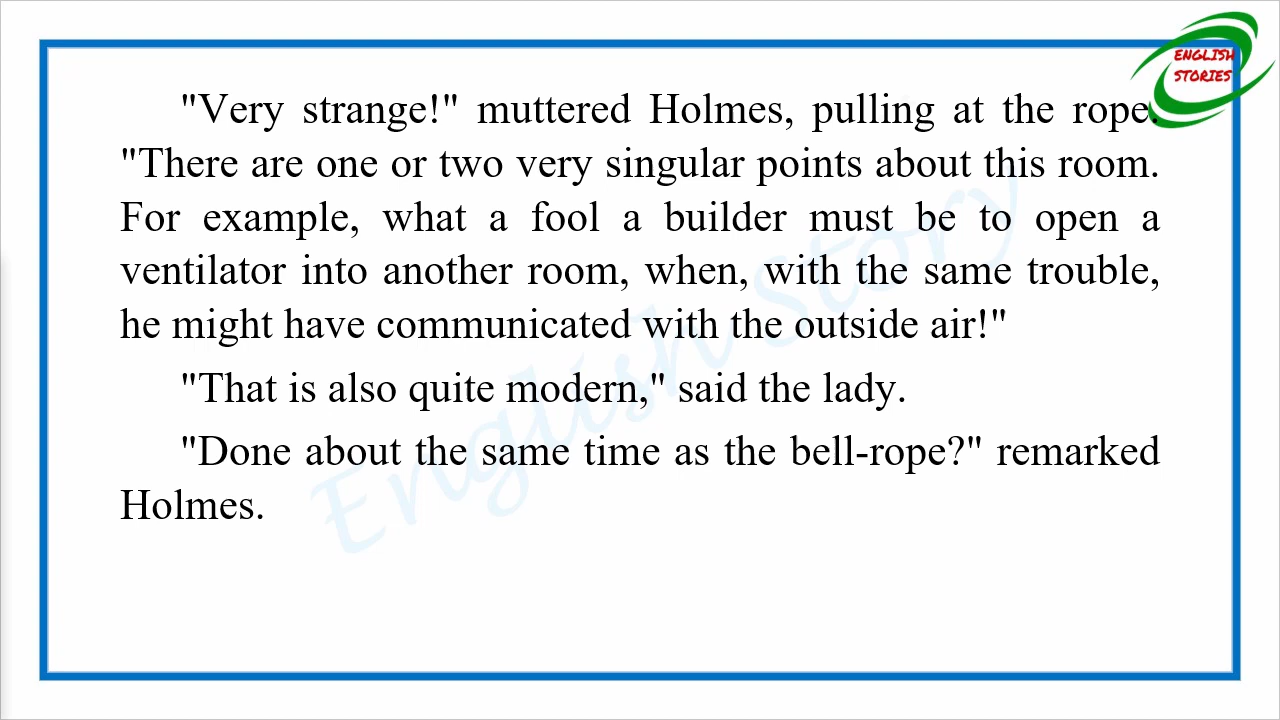 ENGLISH
STORIES
"Very strange!" muttered Holmes, pulling at the rope.
"There are one or two very singular points about this room.
For example, what a fool a builder must be to open a
ventilator into another room, when, with the same trouble,
he might have communicated with the outside air!"
"That is also quite modern," said the lady.
"Done about the same time as the bell-rope?" remarked
Holmes.
English Story